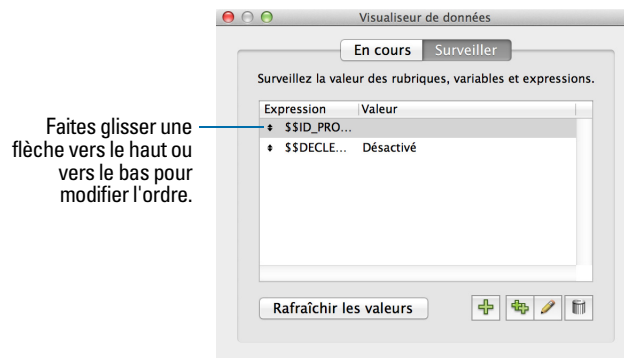 Visualiseur de données
En cours Surveiller
Surveillez la valeur des rubriques, variables et expressions.
Expression Valeur
$$ID_PRO...
$$DECLE... Désactivé
Faites glisser une
flèche vers le haut ou
vers le bas pour
modifier l'ordre.
Rafraîchir les valeurs